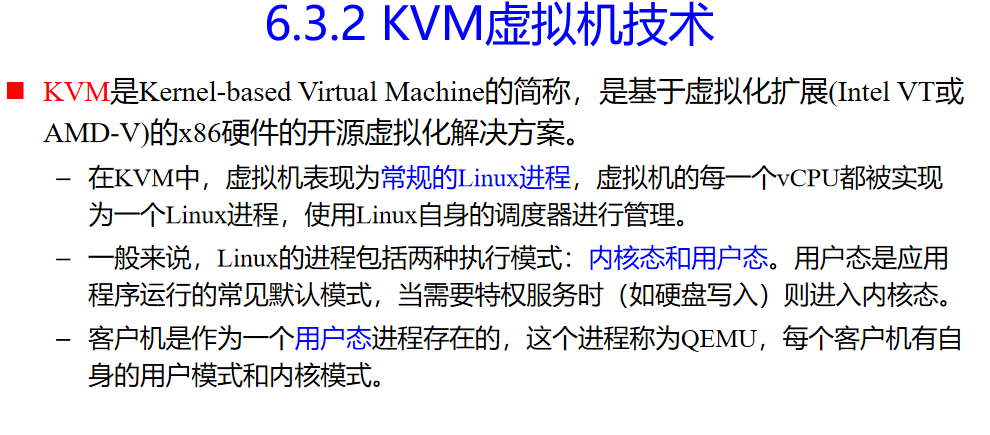 6.3.2 KVM虚拟机技术
■ KVM是Kernel-based Virtual Machine的简称，是基于虚拟化扩展(Intel VT或
AMD-V)的x86硬件的开源虚拟化解决方案。
– 在KVM中，虚拟机表现为常规的Linux进程，虚拟机的每一个vCPU都被实现
为一个Linux进程，使用Linux自身的调度器进行管理。
– 一般来说，Linux的进程包括两种执行模式：内核态和用户态。用户态是应用
程序运行的常见默认模式，当需要特权服务时（如硬盘写入）则进入内核态。
– 客户机是作为一个用户态进程存在的，这个进程称为QEMU，每个客户机有自
身的用户模式和内核模式。